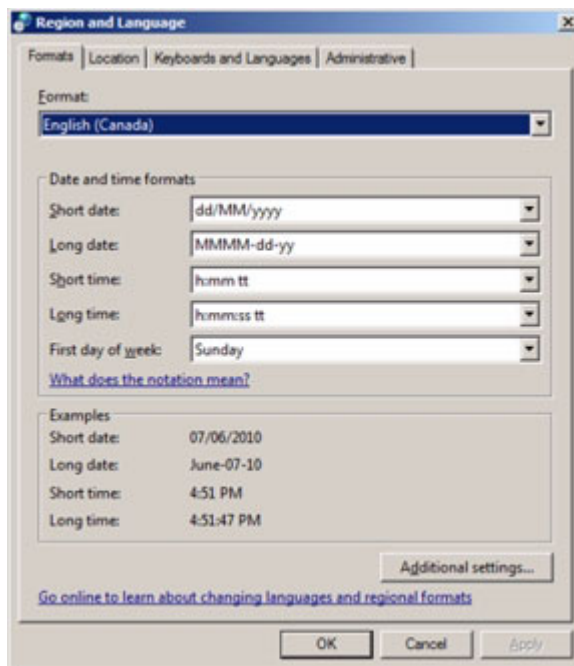 Region and Language
Formats Location Keyboards and Languages Administrative
Format:
English (Canada)
Date and time formats
Short date: dd/MM/yyyy
Long date: MMMM-dd-yy
Short time: h:mm tt
Long time: h:mm:ss tt
First day of week: Sunday
What does the notation mean?
Examples
Short date: 07/06/2010
Long date: June-07-10
Short time: 4:51 PM
Long time: 4:51:47 PM
Additional settings...
Go online to learn about changing languages and regional formats
OK Cancel Apply